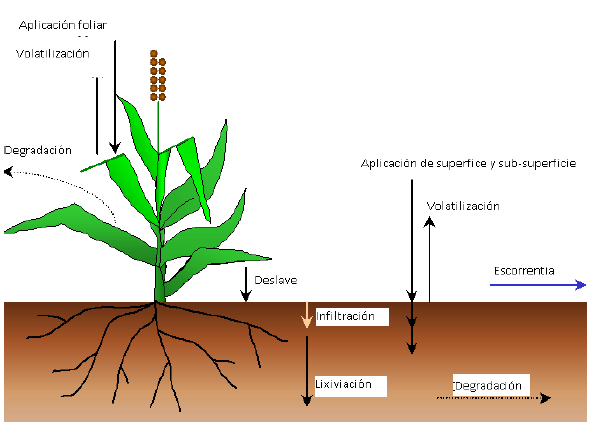 Aplicación foliar
Volatilización
Degradación
Aplicación de superfice y sub-superficie
Volatilización
Escorrentia
Deslave
Infiltración
Lixiviación
Degradación